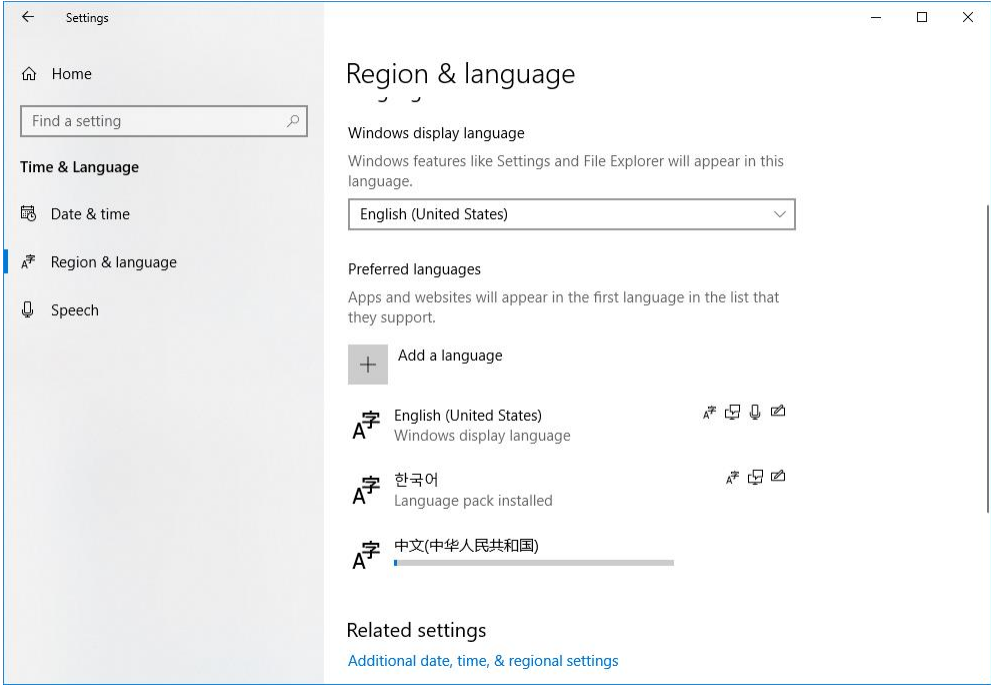 Settings
Home
Find a setting
Time & Language
Date & time
Region & language
Speech
Region & language
Windows display language
Windows features like Settings and File Explorer will appear in this
language.
English (United States)
Preferred languages
Apps and websites will appear in the first language in the list that
they support.
Add a language
English (United States)
Windows display language
한국어
Language pack installed
中文(中华人民共和国)
Related settings
Additional date, time, & regional settings